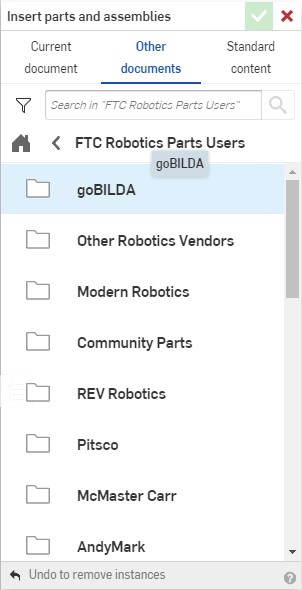 Insert parts and assemblies
Current document
Other documents
Standard content
Search in "FTC Robotics Parts Users"
FTC Robotics Parts Users
goBILDA
goBILDA
Other Robotics Vendors
Modern Robotics
Community Parts
REV Robotics
Pitsco
McMaster Carr
AndyMark
Undo to remove instances